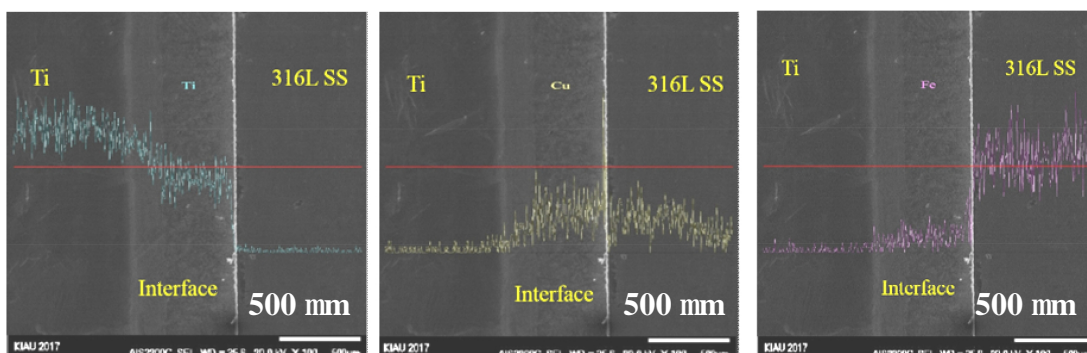 Ti
Ti
316L SS
Interface
500 mm
KIAU 2017
Ti
Cu
316L SS
Interface
500 mm
KIAU 2017
Ti
Fe
316L SS
Interface
500 mm
KIAU 2017